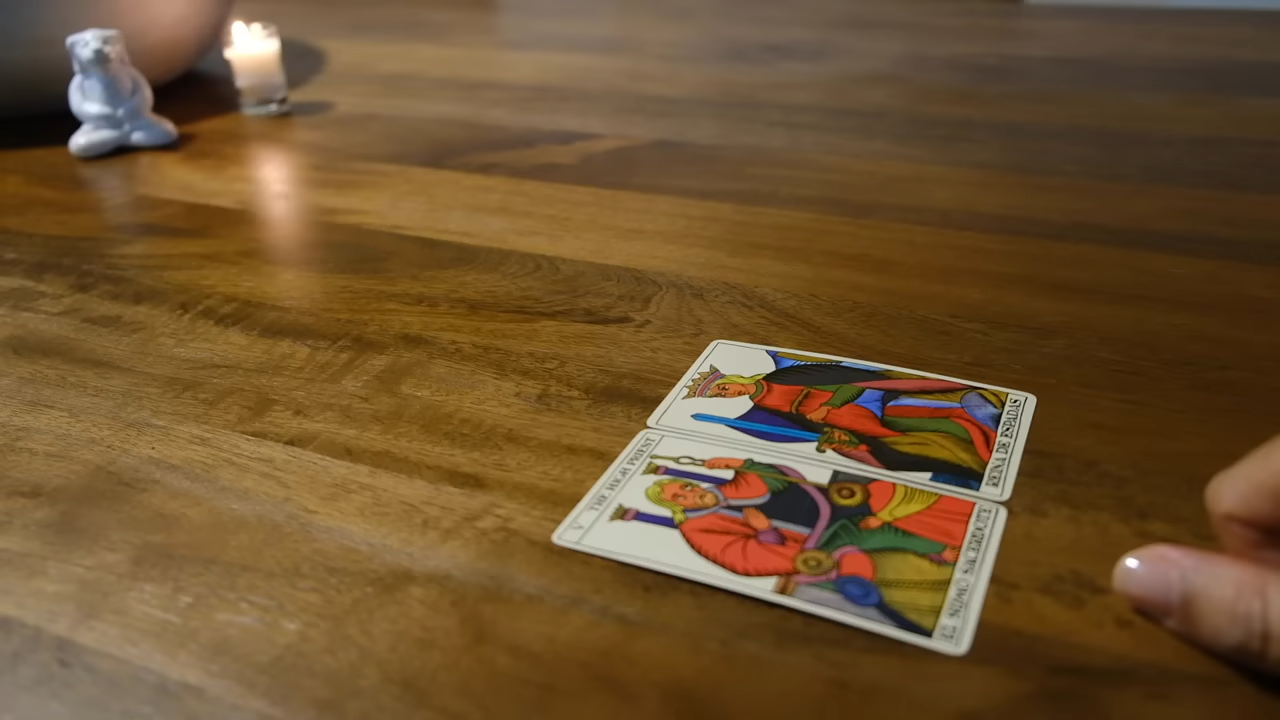 REINA DE ESPADAS
V THE HIGH PRIEST
EL SUMO SACERDOTE